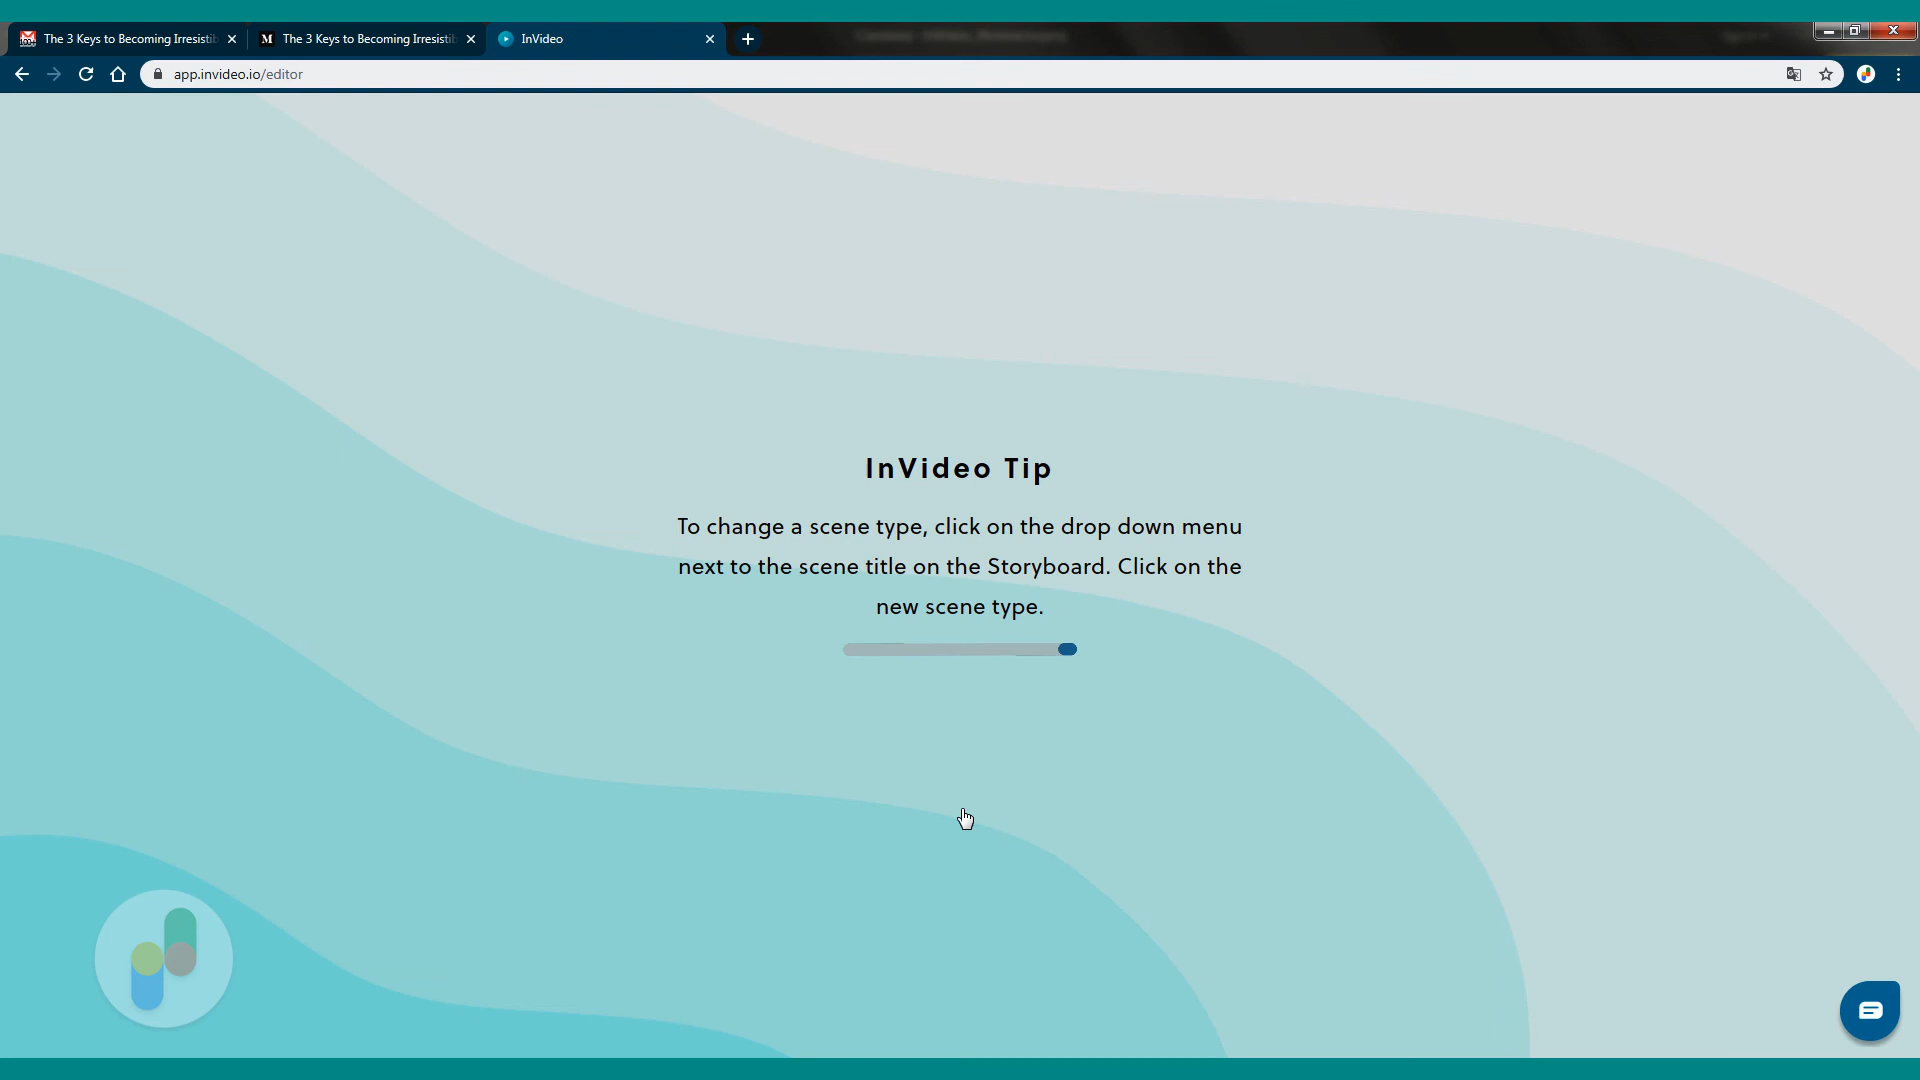 The 3 Keys to Becoming Irresistib
M The 3 Keys to Becoming Irresistib
InVideo
app.invideo.io/editor
InVideo Tip
To change a scene type, click on the drop down menu
next to the scene title on the Storyboard. Click on the
new scene type.